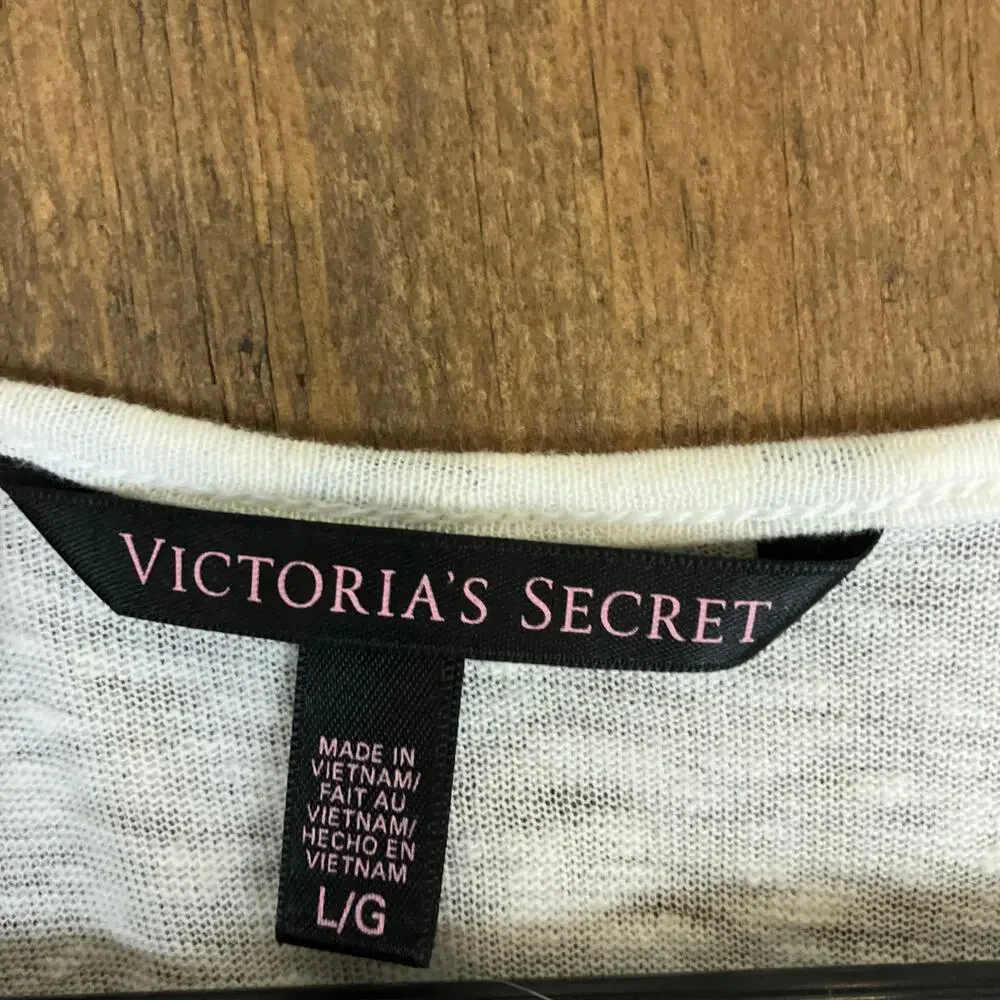 VICTORIA'S SECRET
MADE IN
VIETNAM/
FAIT AU
VIETNAM/
HECHO EN
VIETNAM
L/G